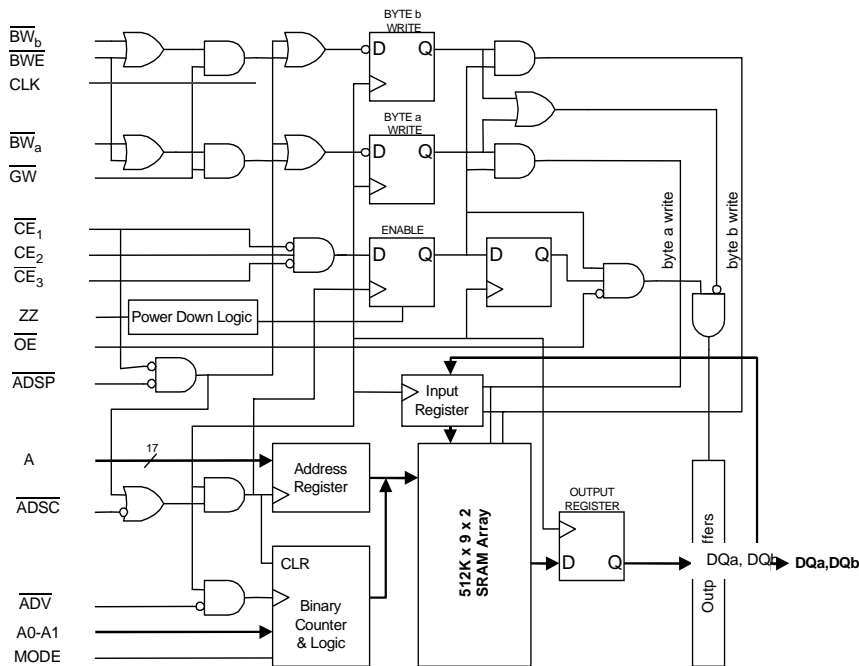 BYTE b
WRITE
BWb
D Q
BWE
CLK
BYTE a
WRITE
BWa
D Q
GW
byte a write
byte b write
CE1
ENABLE
CE2
D Q
D Q
CE3
ZZ
Power Down Logic
OE
ADSP
Input
Register
A
17
Address
Register
ADSC
OUTPUT
REGISTER
512K x 9 x 2
SRAM Array
CLR
D Q
DQa, DQb
DQa,DQb
ADV
Binary
Counter
& Logic
A0-A1
MODE